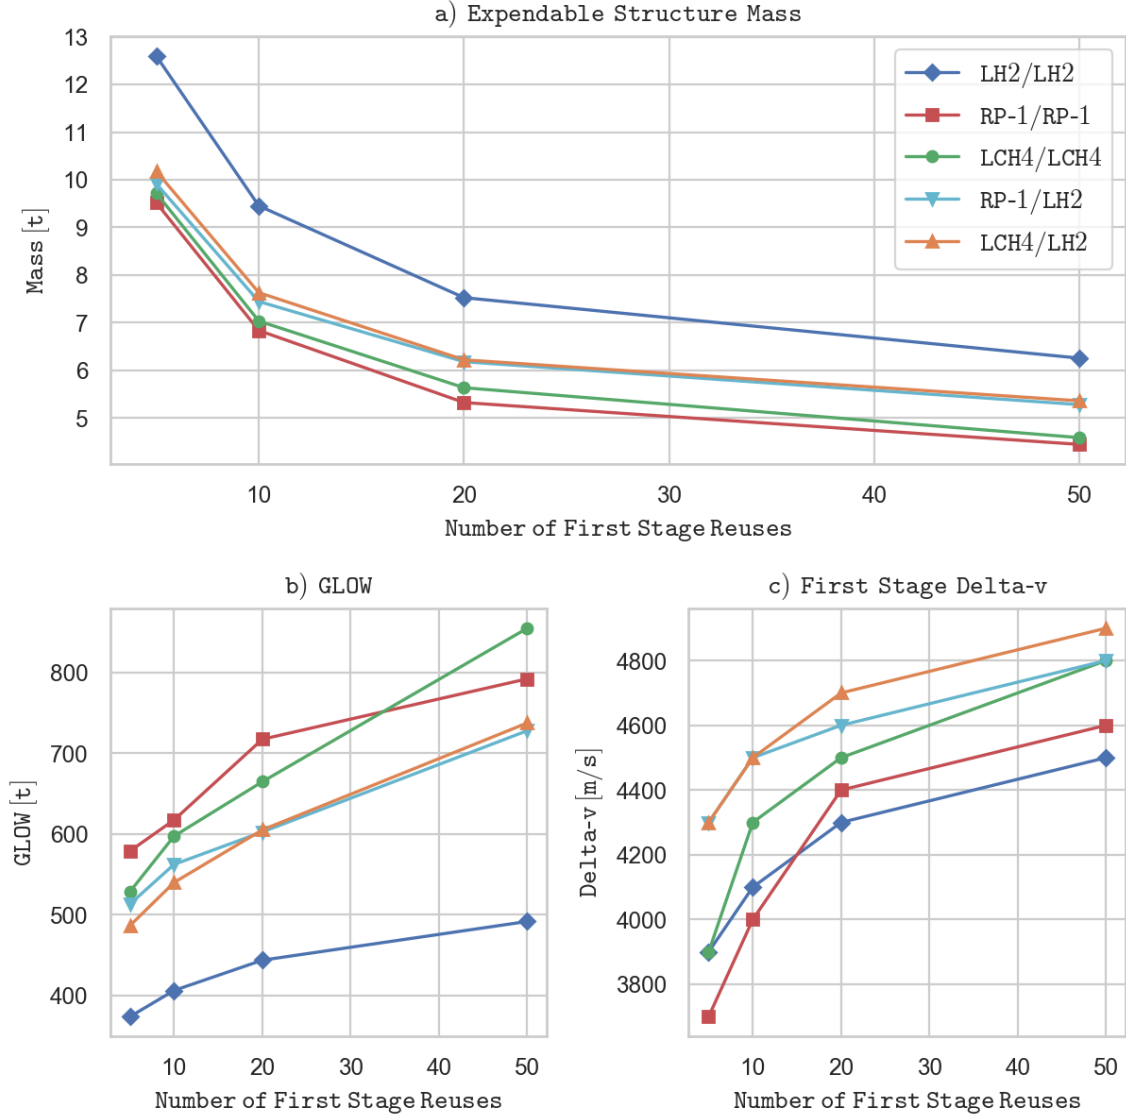 a) Expendable Structure Mass
13
12
11
10
9
8
7
6
5
Mass [t]
LH2/LH2
RP-1/RP-1
LCH4/LCH4
RP-1/LH2
LCH4/LH2
10 20 30 40 50
Number of First Stage Reuses
b) GLOW
800
700
600
500
400
GLOW [t]
10 20 30 40 50
Number of First Stage Reuses
c) First Stage Delta-v
4800
4600
4400
4200
4000
3800
Delta-v [m/s]
10 20 30 40 50
Number of First Stage Reuses